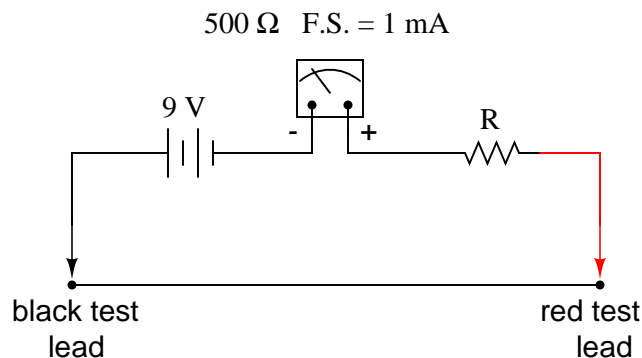 500 Ω F.S. = 1 mA
9 V
- +
R
black test
lead
red test
lead